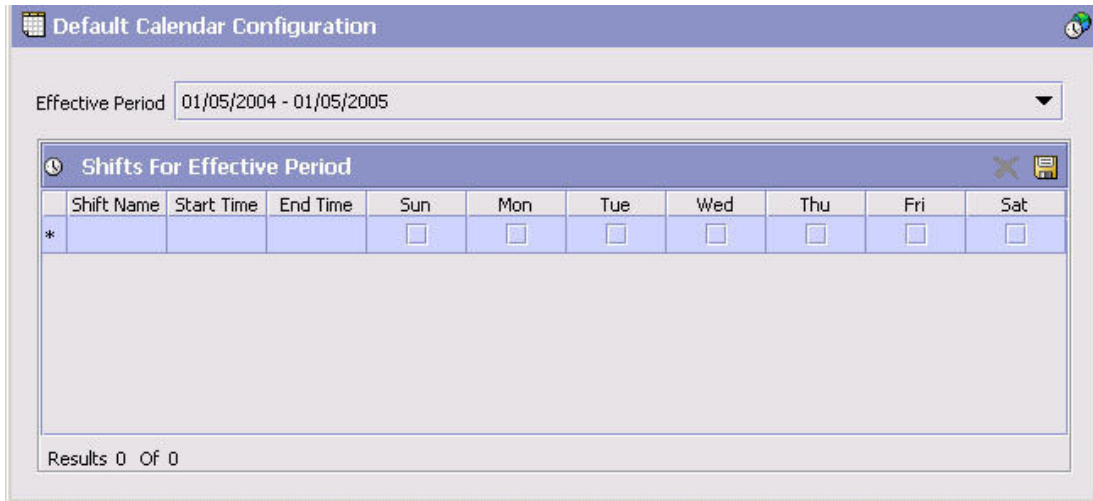 Default Calendar Configuration
Effective Period 01/05/2004 - 01/05/2005
Shifts For Effective Period
Shift Name Start Time End Time Sun Mon Tue Wed Thu Fri Sat
*
Results 0 Of 0